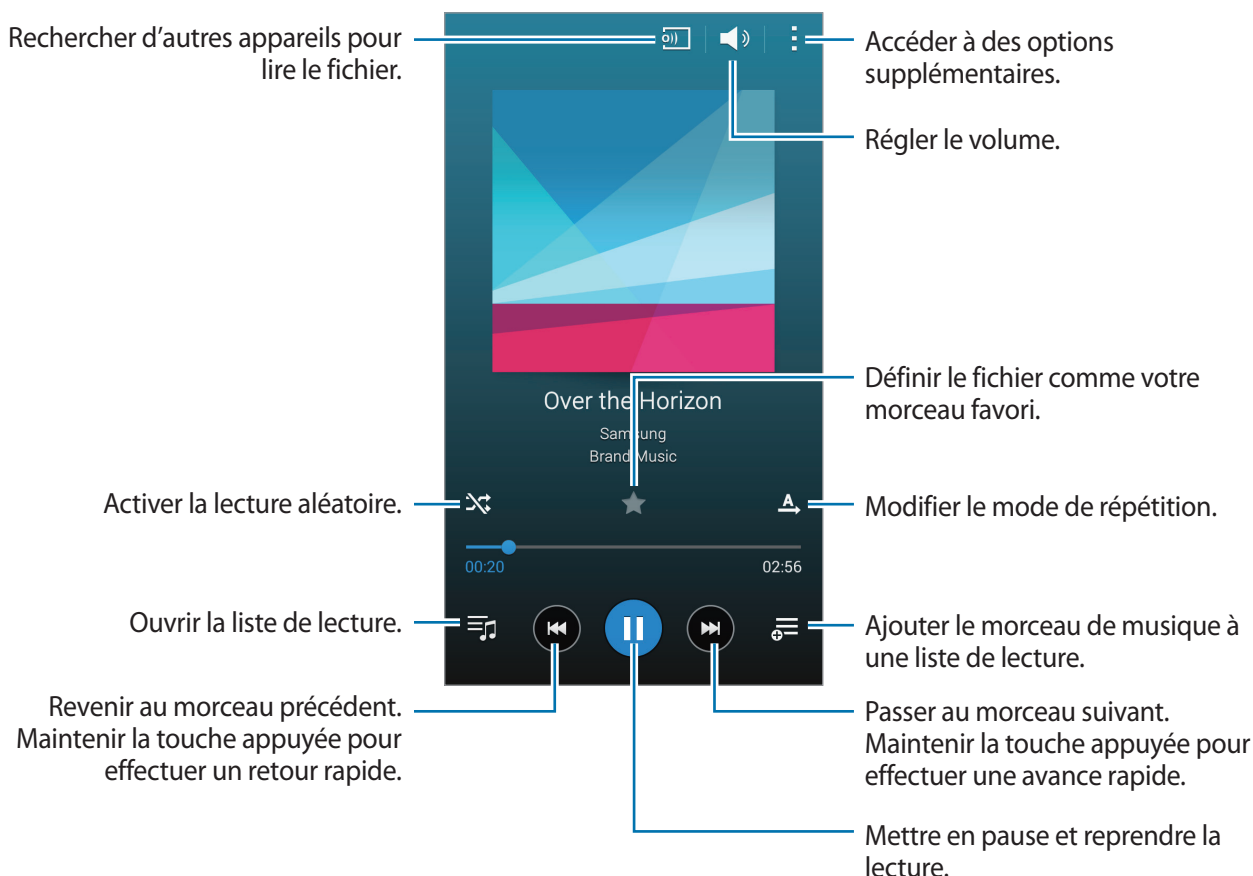 Rechercher d'autres appareils pour
lire le fichier.
Accéder à des options
supplémentaires.
Régler le volume.
Définir le fichier comme votre
morceau favori.
Over the Horizon
Samsung
Brand Music
Activer la lecture aléatoire.
A
Modifier le mode de répétition.
00:20
02:56
Ouvrir la liste de lecture.
Ajouter le morceau de musique à
une liste de lecture.
Revenir au morceau précédent.
Maintenir la touche appuyée pour
effectuer un retour rapide.
Passer au morceau suivant.
Maintenir la touche appuyée pour
effectuer une avance rapide.
Mettre en pause et reprendre la
lecture.